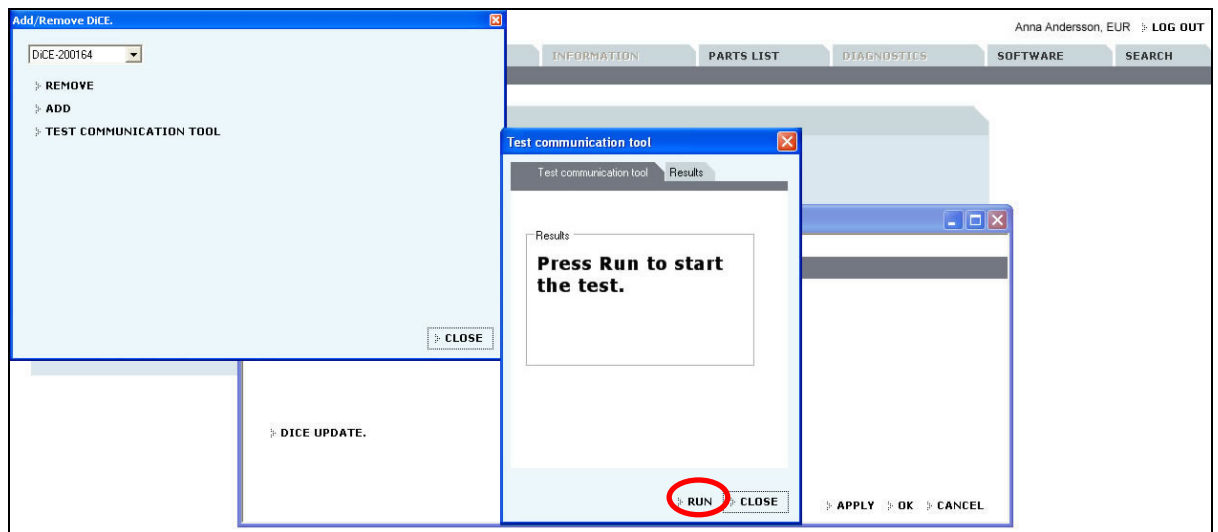 Add/Remove DiCE.
Anna Andersson, EUR LOG OUT
DiCE-200164
INFORMATION PARTS LIST DIAGNOSTICS SOFTWARE SEARCH
REMOVE
ADD
TEST COMMUNICATION TOOL
CLOSE
Test communication tool
Test communication tool Results
Results
Press Run to start
the test.
RUN CLOSE
DICE UPDATE.
APPLY OK CANCEL